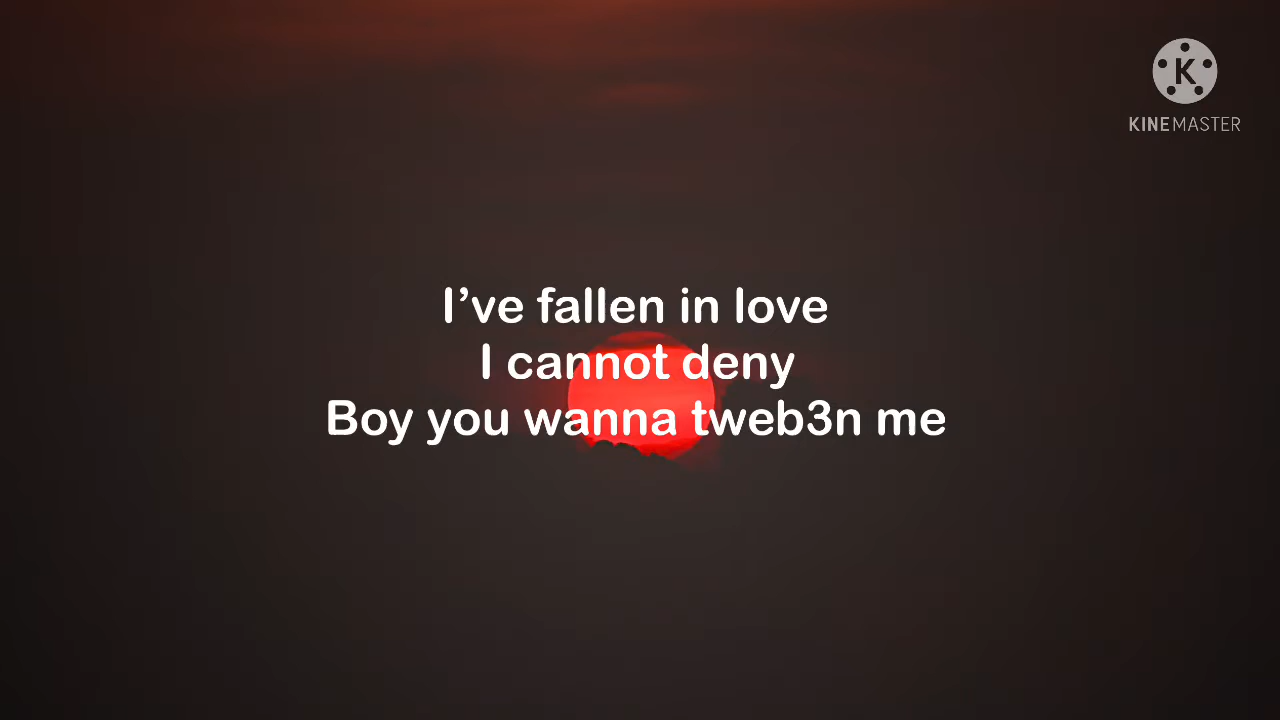 K
KINEMASTER
I’ve fallen in love
I cannot deny
Boy you wanna tweb3n me